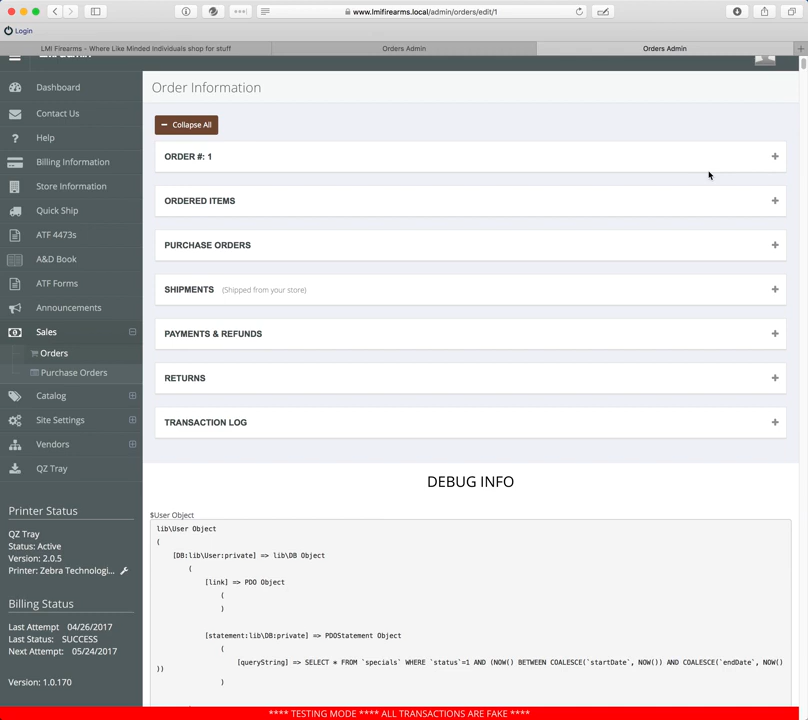 www.lmifirearms.local/admin/orders/edit/1
Login
LMI Firearms - Where Like Minded Individuals shop for stuff
Orders Admin
Orders Admin
Dashboard
Contact Us
Help
Billing Information
Store Information
Quick Ship
ATF 4473s
A&D Book
ATF Forms
Announcements
Sales
Orders
Purchase Orders
Catalog
Site Settings
Vendors
QZ Tray
Printer Status
QZ Tray
Status: Active
Version: 2.0.5
Printer: Zebra Technologi...
Billing Status
Last Attempt 04/26/2017
Last Status: SUCCESS
Next Attempt: 05/24/2017
Version: 1.0.170
Order Information
Collapse All
ORDER #: 1
ORDERED ITEMS
PURCHASE ORDERS
SHIPMENTS (Shipped from your store)
PAYMENTS & REFUNDS
RETURNS
TRANSACTION LOG
DEBUG INFO
$User Object
lib\User Object
(
[DB:lib\User:private] => lib\DB Object
(
[link] => PDO Object
(
)
[statement:lib\DB:private] => PDOStatement Object
(
[queryString] => SELECT * FROM `specials` WHERE `status`=1 AND (NOW() BETWEEN COALESCE(`startDate`, NOW()) AND COALESCE(`endDate`, NOW()
))
)
**** TESTING MODE **** ALL TRANSACTIONS ARE FAKE ****